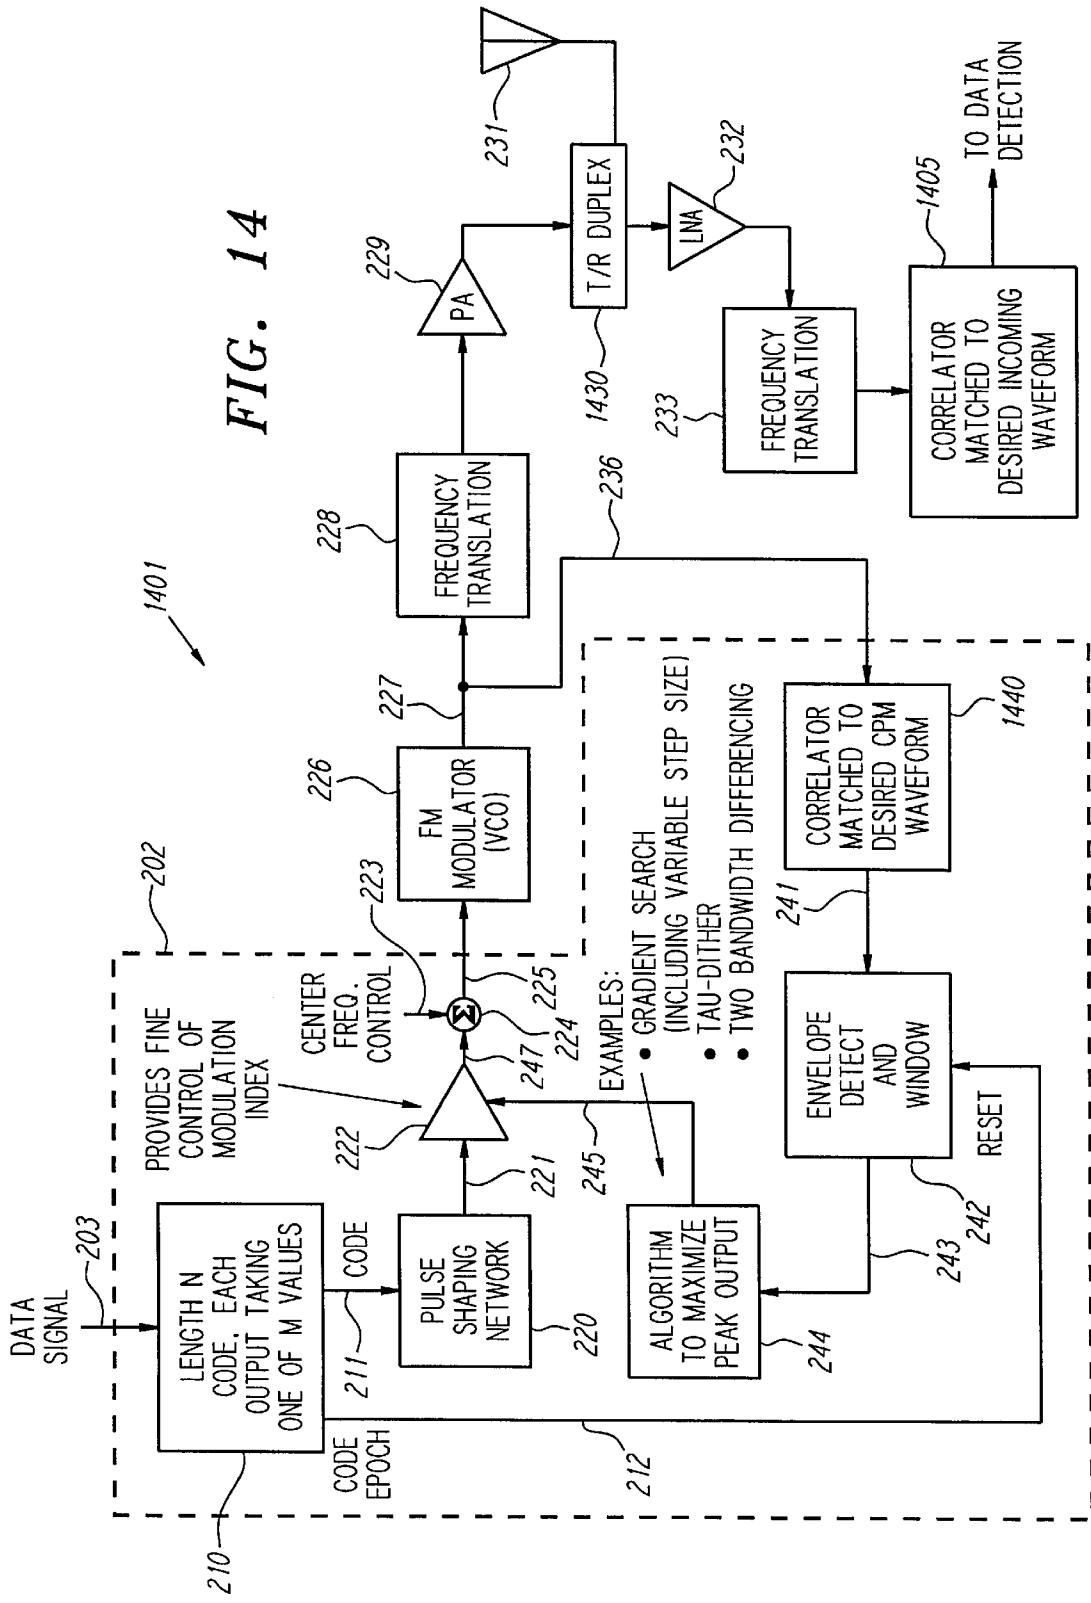 FIG. 14
1401
DATA
SIGNAL
203
202
210
LENGTH N
CODE, EACH
OUTPUT TAKING
ONE OF M VALUES
CODE
EPOCH
211
CODE
212
PULSE
SHAPING
NETWORK
220
221
222
PROVIDES FINE
CONTROL OF
MODULATION
INDEX
247
CENTER
FREQ.
CONTROL
223
Σ
224
225
FM
MODULATOR
(VCO)
226
227
FREQUENCY
TRANSLATION
228
PA
229
231
T/R DUPLEX
1430
LNA
232
FREQUENCY
TRANSLATION
233
CORRELATOR
MATCHED TO
DESIRED INCOMING
WAVEFORM
1405
TO DATA
DETECTION
236
CORRELATOR
MATCHED TO
DESIRED CPM
WAVEFORM
1440
241
ENVELOPE
DETECT
AND
WINDOW
242
RESET
243
ALGORITHM
TO MAXIMIZE
PEAK OUTPUT
244
245
EXAMPLES:
• GRADIENT SEARCH
(INCLUDING VARIABLE STEP SIZE)
• TAU-DITHER
• TWO BANDWIDTH DIFFERENCING